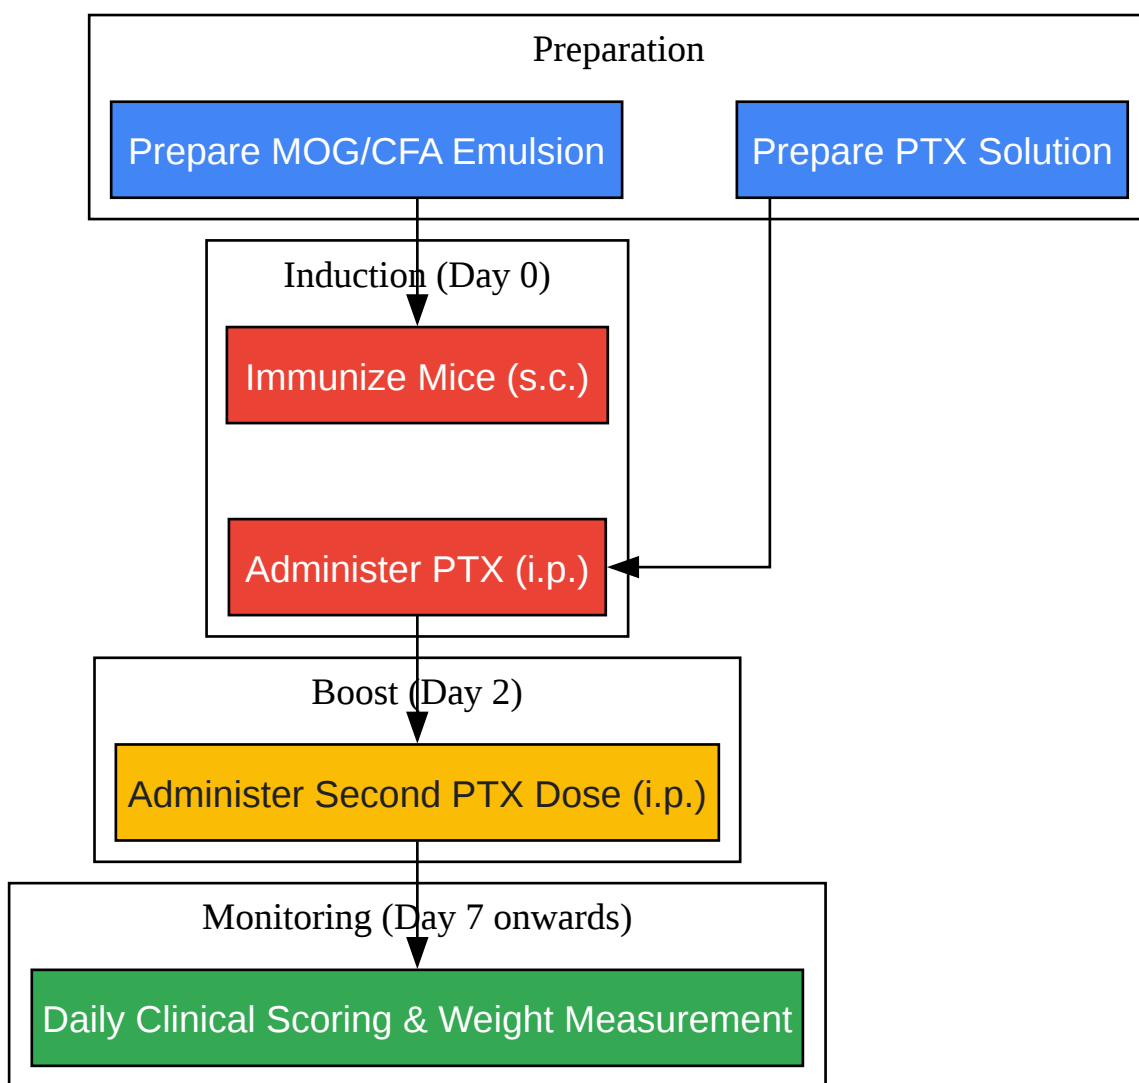 Preparation
Prepare MOG/CFA Emulsion
Prepare PTX Solution
Induction (Day 0)
Immunize Mice (s.c.)
Administer PTX (i.p.)
Boost (Day 2)
Administer Second PTX Dose (i.p.)
Monitoring (Day 7 onwards)
Daily Clinical Scoring & Weight Measurement